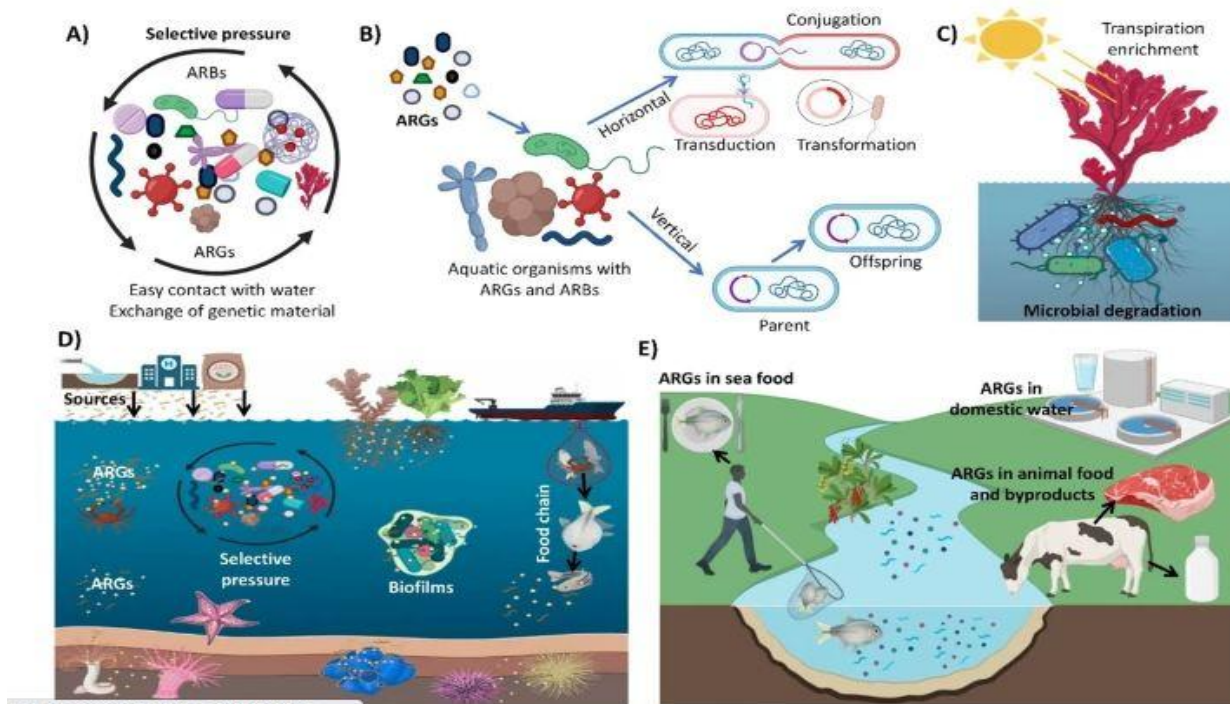 A)
Selective pressure
ARBs
ARGs
Easy contact with water
Exchange of genetic material
B)
ARGs
Aquatic organisms with
ARGs and ARBs
Horizontal
Vertical
Conjugation
Transduction
Transformation
Offspring
Parent
C)
Transpiration
enrichment
Microbial degradation
D)
H
Sources
ARGs
ARGs
Selective
pressure
Biofilms
Food chain
E)
ARGs in sea food
ARGs in
domestic water
ARGs in animal food
and byproducts